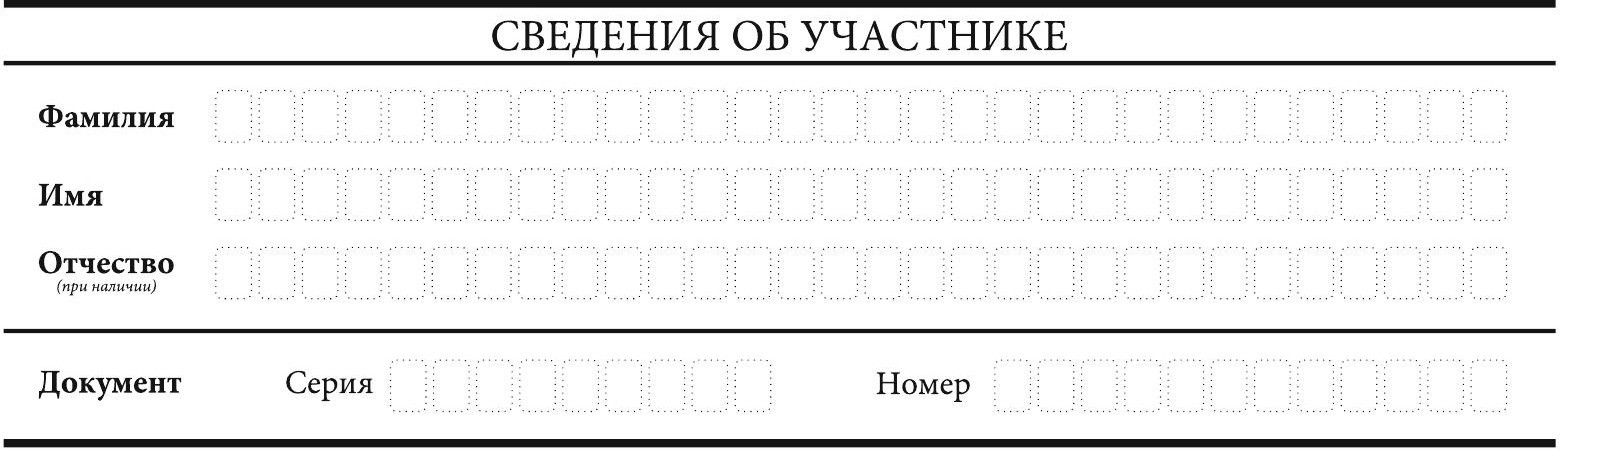 СВЕДЕНИЯ ОБ УЧАСТНИКЕ
Фамилия
Имя
Отчество
(при наличии)
Документ Серия Номер